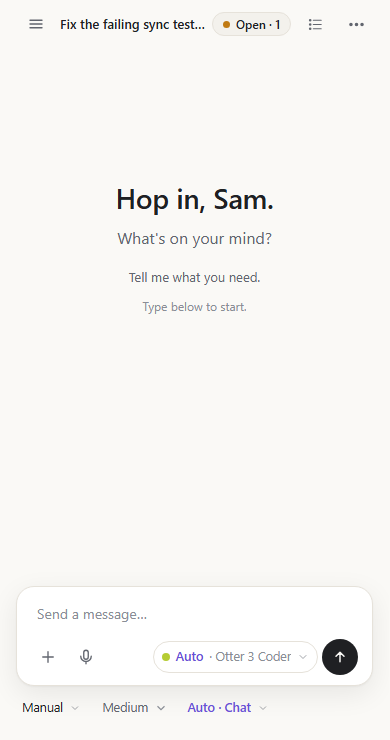 Fix the failing sync test... Open · 1
Hop in, Sam.
What's on your mind?
Tell me what you need.
Type below to start.
Send a message...
Auto · Otter 3 Coder
Manual Medium Auto · Chat